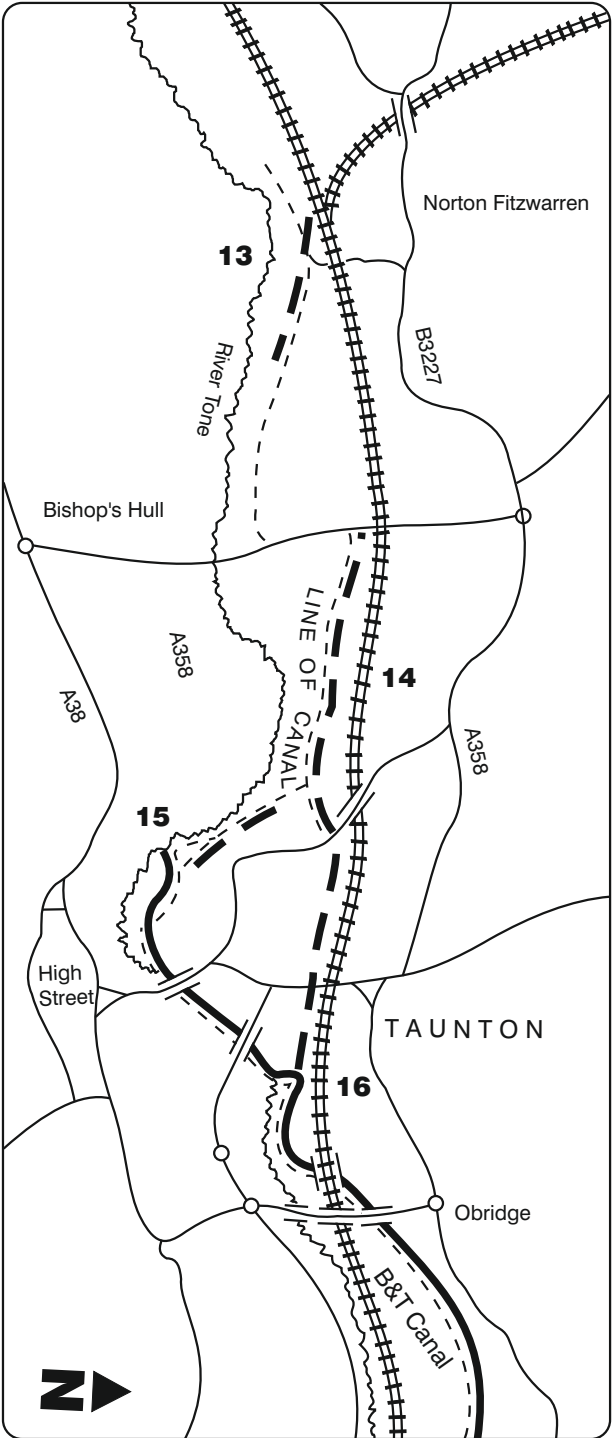 Norton Fitzwarren
13
B3227
River Tone
Bishop's Hull
LINE OF CANAL
A358
14
A38
A358
15
High
Street
TAUNTON
16
Obridge
B&T Canal
N